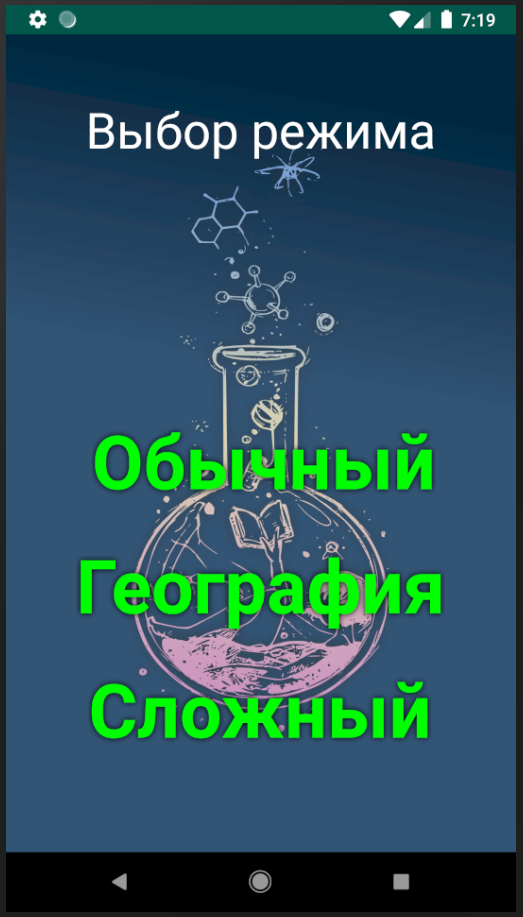 7:19
Выбор режима
Обычный
География
Сложный